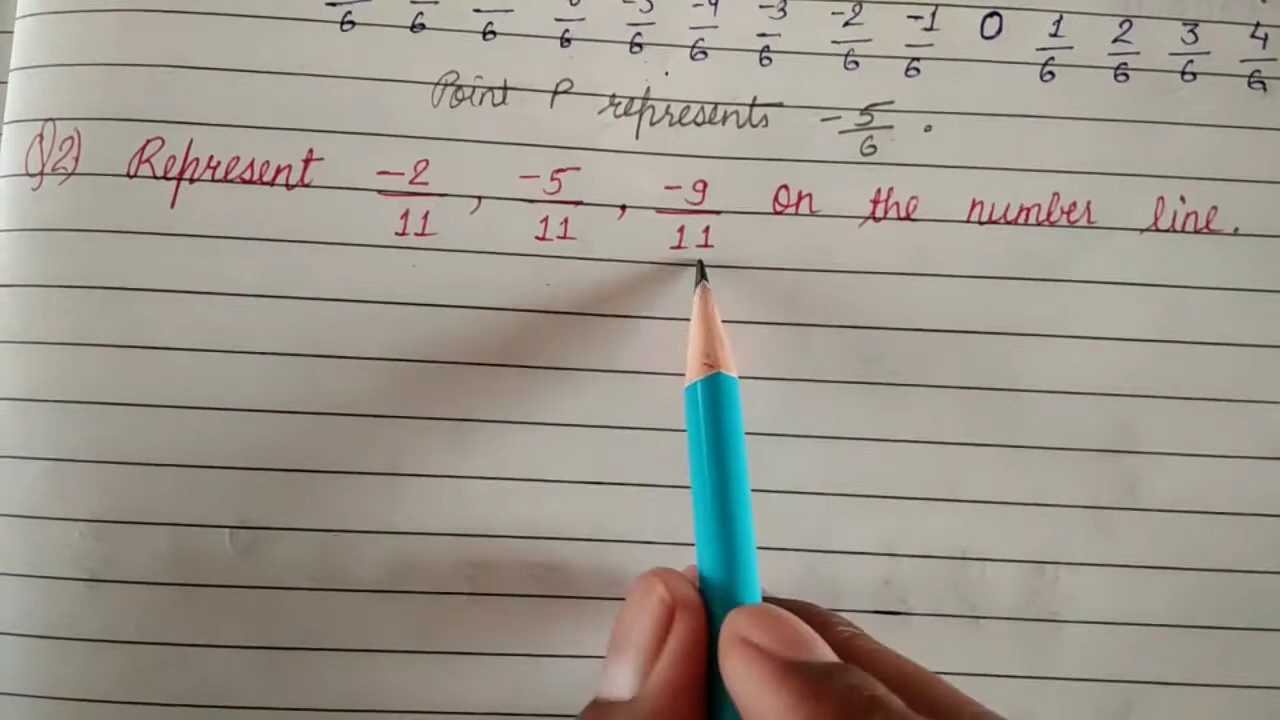 6 6 6 -5/6 -4/6 -3/6 -2/6 -1/6 0 1/6 2/6 3/6 4/6
Point P represents -5/6.
Q2) Represent -2/11, -5/11, -9/11 on the number line.